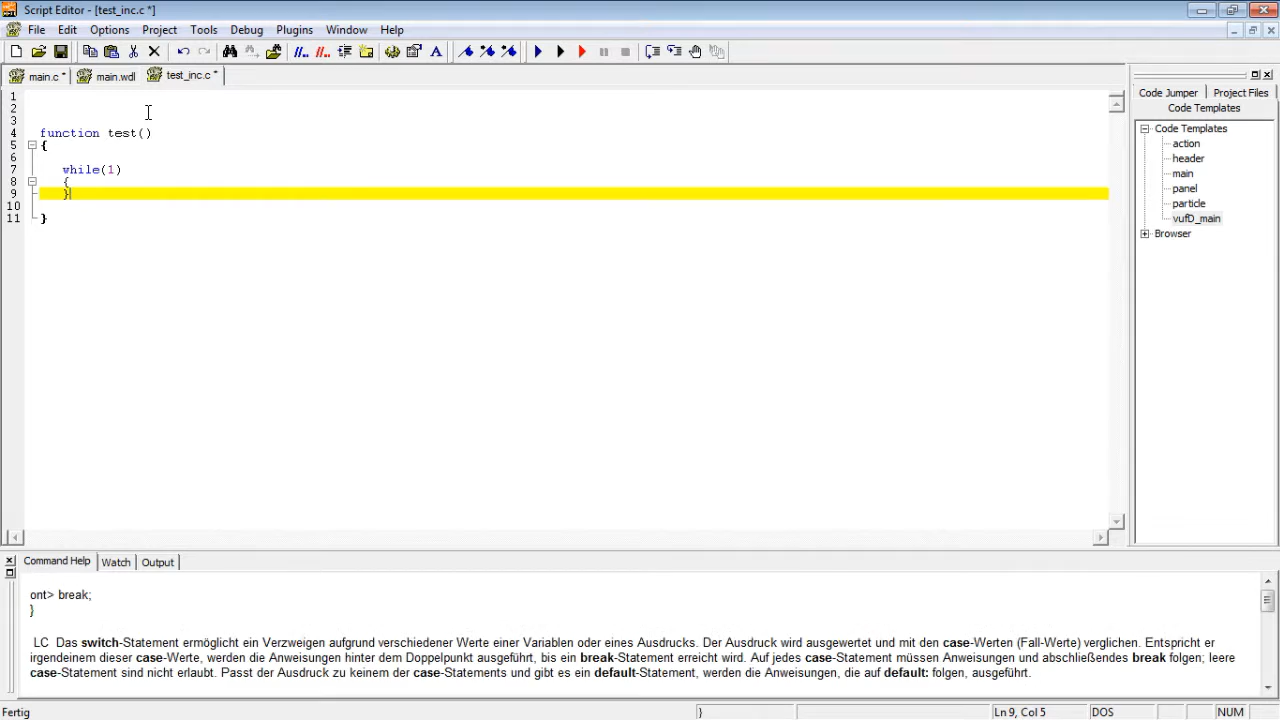 Script Editor - [test_inc.c *]
File Edit Options Project Tools Debug Plugins Window Help
main.c * main.wdl test_inc.c *
Code Jumper Project Files
Code Templates
Code Templates
action
header
main
panel
particle
vufD_main
Browser
1
2
3
4 function test()
5 {
6
7 while(1)
8 {
9 }
10
11 }
Command Help Watch Output
ont> break;
}
LC Das switch-Statement ermöglicht ein Verzweigen aufgrund verschiedener Werte einer Variablen oder eines Ausdrucks. Der Ausdruck wird ausgewertet und mit den case-Werten (Fall-Werte) verglichen. Entspricht er
irgendeinem dieser case-Werte, werden die Anweisungen hinter dem Doppelpunkt ausgeführt, bis ein break-Statement erreicht wird. Auf jedes case-Statement müssen Anweisungen und abschließendes break folgen; leere
case-Statement sind nicht erlaubt. Passt der Ausdruck zu keinem der case-Statements und gibt es ein default-Statement, werden die Anweisungen, die auf default: folgen, ausgeführt.
Fertig } Ln 9, Col 5 DOS NUM